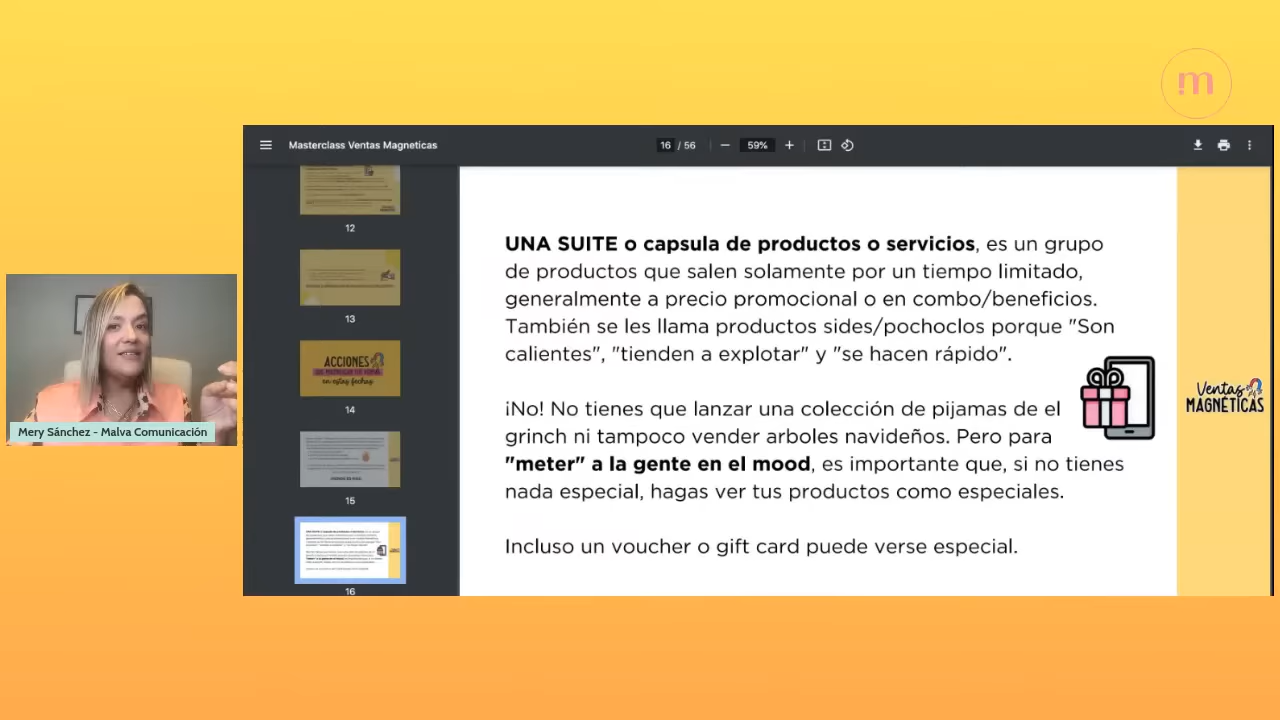 m
Masterclass Ventas Magneticas
16 / 56
59%
12
13
ACCIONES
en estas fechas
14
15
16
UNA SUITE o capsula de productos o servicios, es un grupo
de productos que salen solamente por un tiempo limitado,
generalmente a precio promocional o en combo/beneficios.
También se les llama productos sides/pochoclos porque "Son
calientes", "tienden a explotar" y "se hacen rápido".
¡No! No tienes que lanzar una colección de pijamas de el
grinch ni tampoco vender arboles navideños. Pero para
"meter" a la gente en el mood, es importante que, si no tienes
nada especial, hagas ver tus productos como especiales.
Incluso un voucher o gift card puede verse especial.
Ventas
MAGNÉTICAS
Mery Sánchez - Malva Comunicación